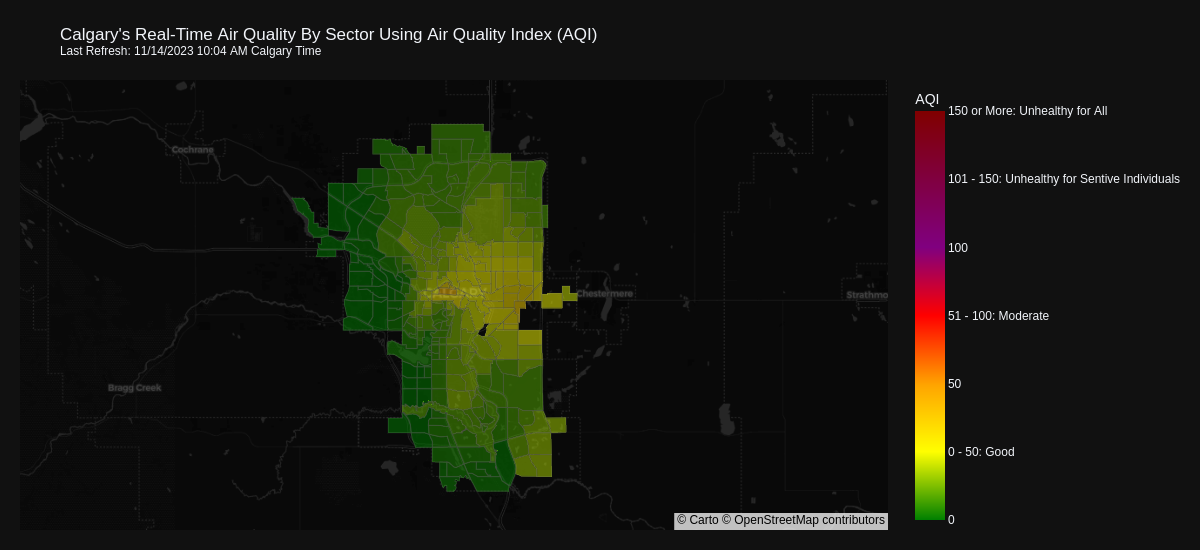 Calgary's Real-Time Air Quality By Sector Using Air Quality Index (AQI)
Last Refresh: 11/14/2023 10:04 AM Calgary Time
AQI
150 or More: Unhealthy for All
Cochrane
101 - 150: Unhealthy for Sentive Individuals
100
Chestermere
Strathmo
51 - 100: Moderate
Bragg Creek
50
0 - 50: Good
© Carto © OpenStreetMap contributors
0